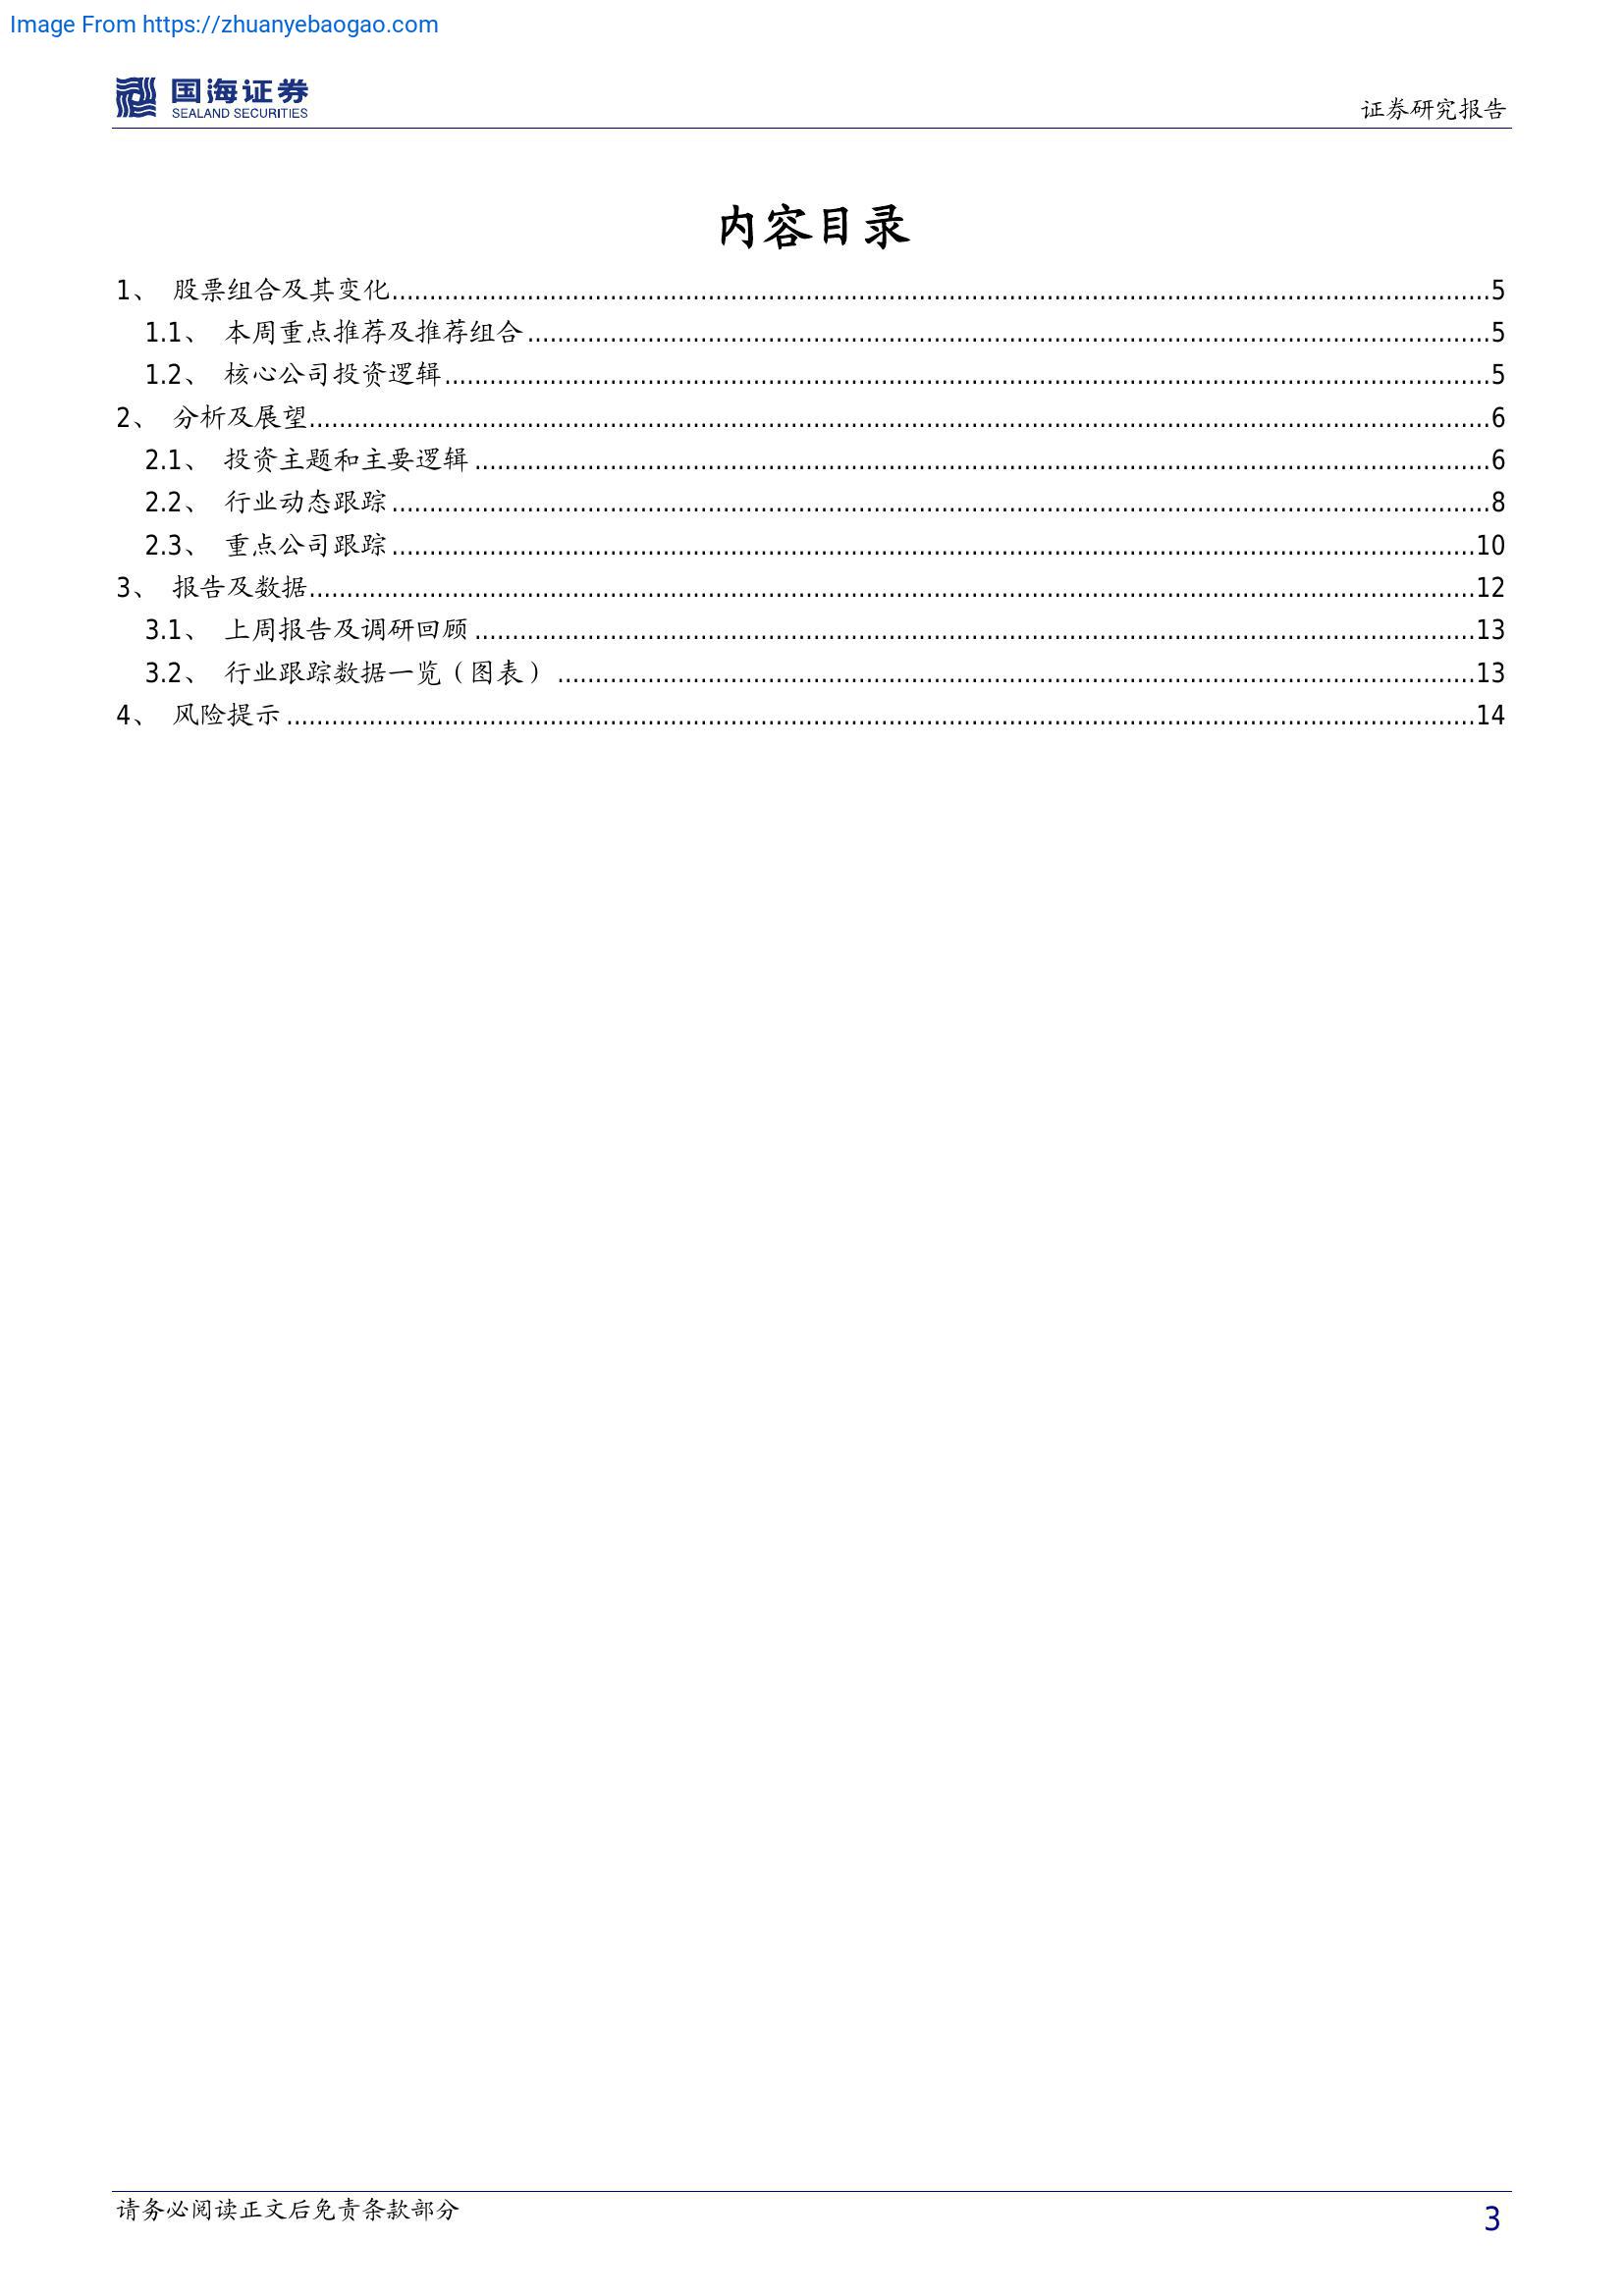 Image From https://zhuanyebaogao.com
国海证券
SEALAND SECURITIES
证券研究报告
内容目录
1、 股票组合及其变化........................................5
1.1、 本周重点推荐及推荐组合........................................5
1.2、 核心公司投资逻辑........................................5
2、 分析及展望........................................6
2.1、 投资主题和主要逻辑........................................6
2.2、 行业动态跟踪........................................8
2.3、 重点公司跟踪........................................10
3、 报告及数据........................................12
3.1、 上周报告及调研回顾........................................13
3.2、 行业跟踪数据一览（图表）........................................13
4、 风险提示........................................14
请务必阅读正文后免责条款部分
3